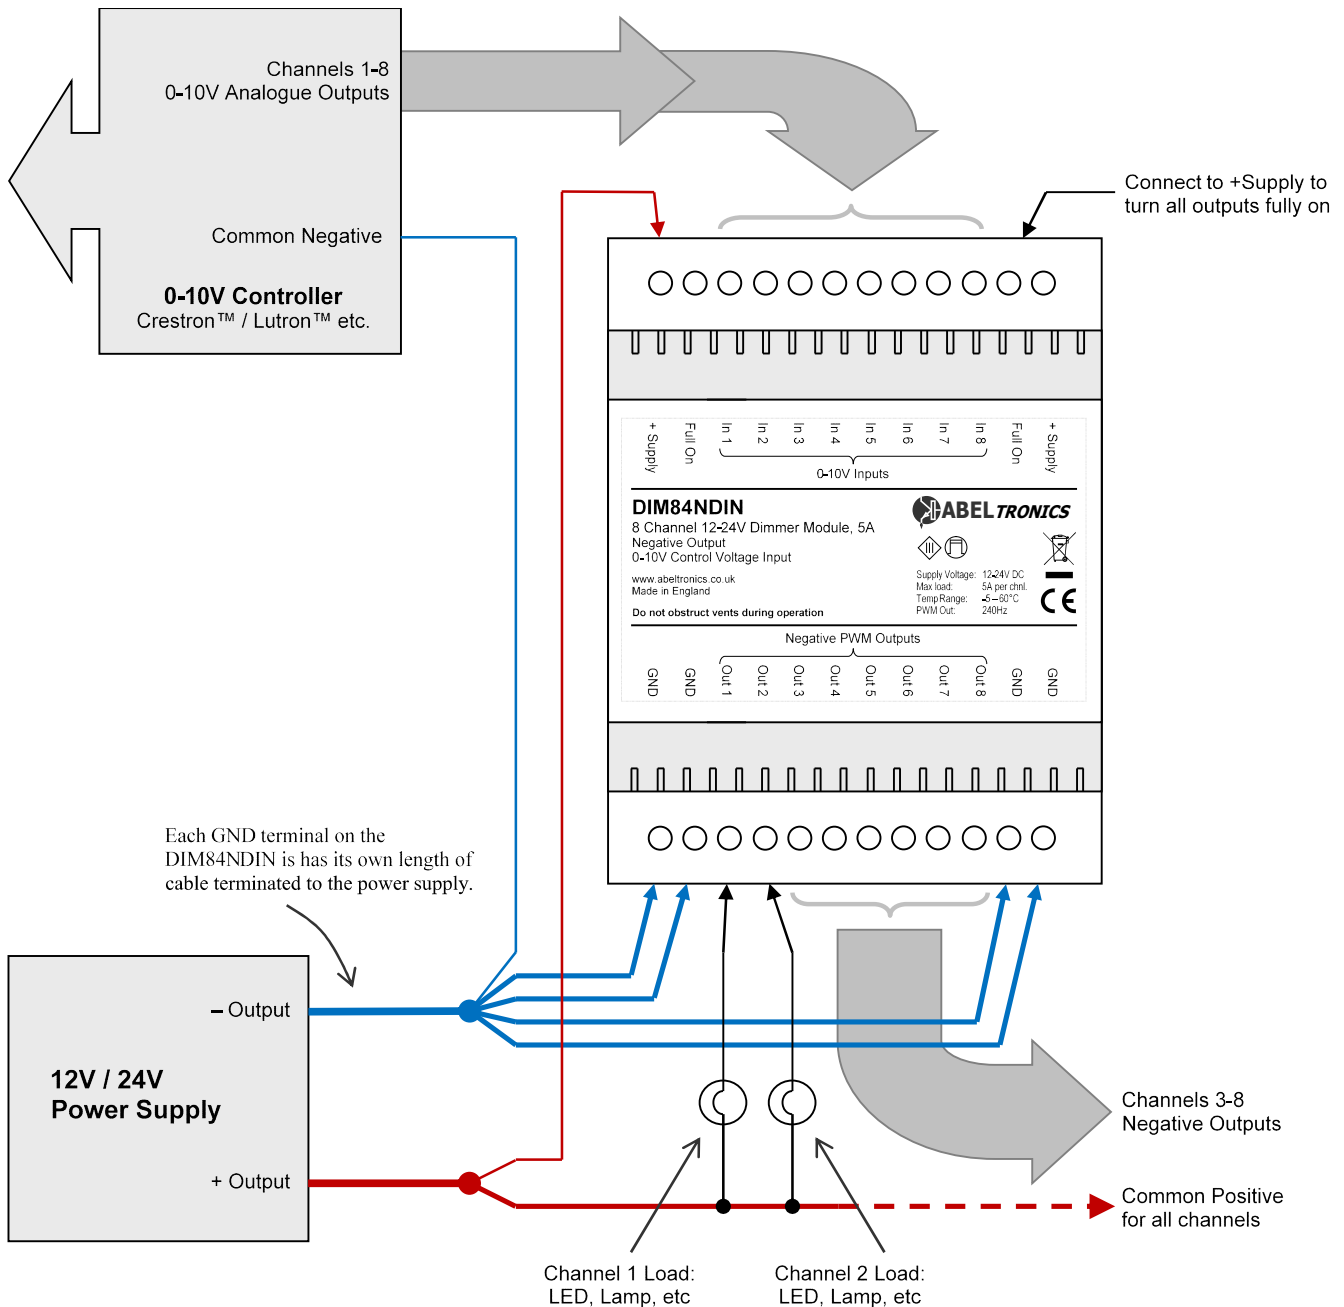 Channels 1-8
0-10V Analogue Outputs
Common Negative
0-10V Controller
Crestron™ / Lutron™ etc.
Connect to +Supply to
turn all outputs fully on
+ Supply
Full On
In 1
In 2
In 3
In 4
In 5
In 6
In 7
In 8
Full On
+ Supply
0-10V Inputs
DIM84NDIN
8 Channel 12-24V Dimmer Module, 5A
Negative Output
0-10V Control Voltage Input
www.abeltronics.co.uk
Made in England
Do not obstruct vents during operation
ABELTRONICS
Supply Voltage: 12-24V DC
Max load: 5A per chnl.
Temp Range: -5 – 60°C
PWM Out: 240Hz
CE
Negative PWM Outputs
GND
GND
Out 1
Out 2
Out 3
Out 4
Out 5
Out 6
Out 7
Out 8
GND
GND
Each GND terminal on the
DIM84NDIN is has its own length of
cable terminated to the power supply.
– Output
12V / 24V
Power Supply
+ Output
Channels 3-8
Negative Outputs
Common Positive
for all channels
Channel 1 Load:
LED, Lamp, etc
Channel 2 Load:
LED, Lamp, etc